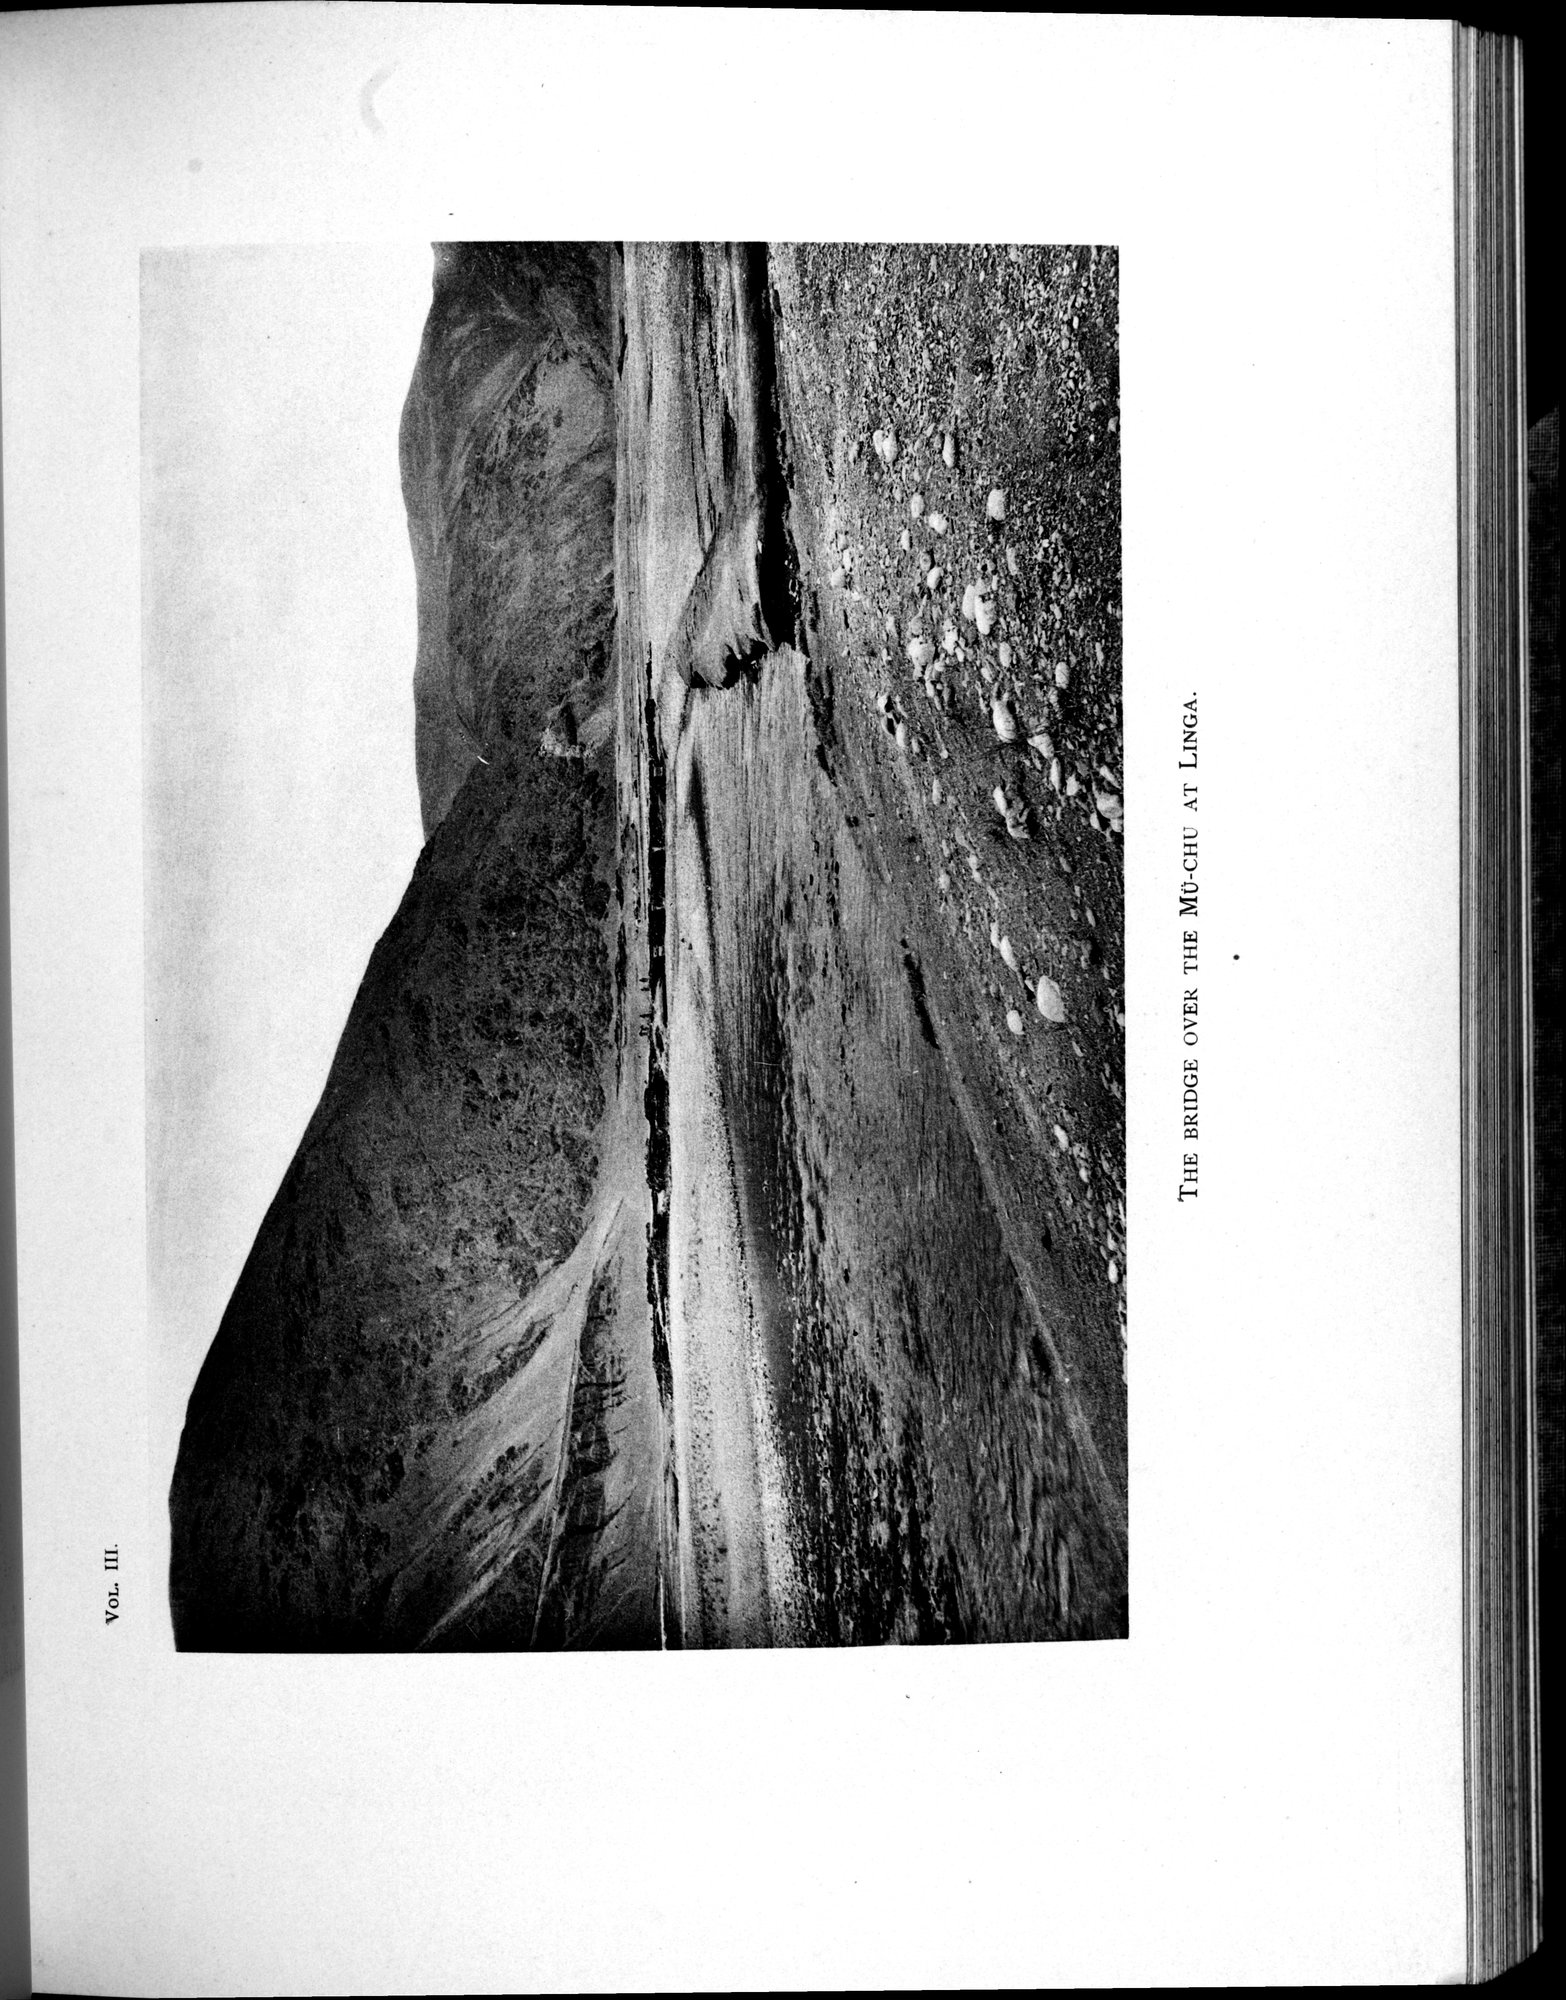 Vol. III.
The bridge over the Mü-chu at Linga.